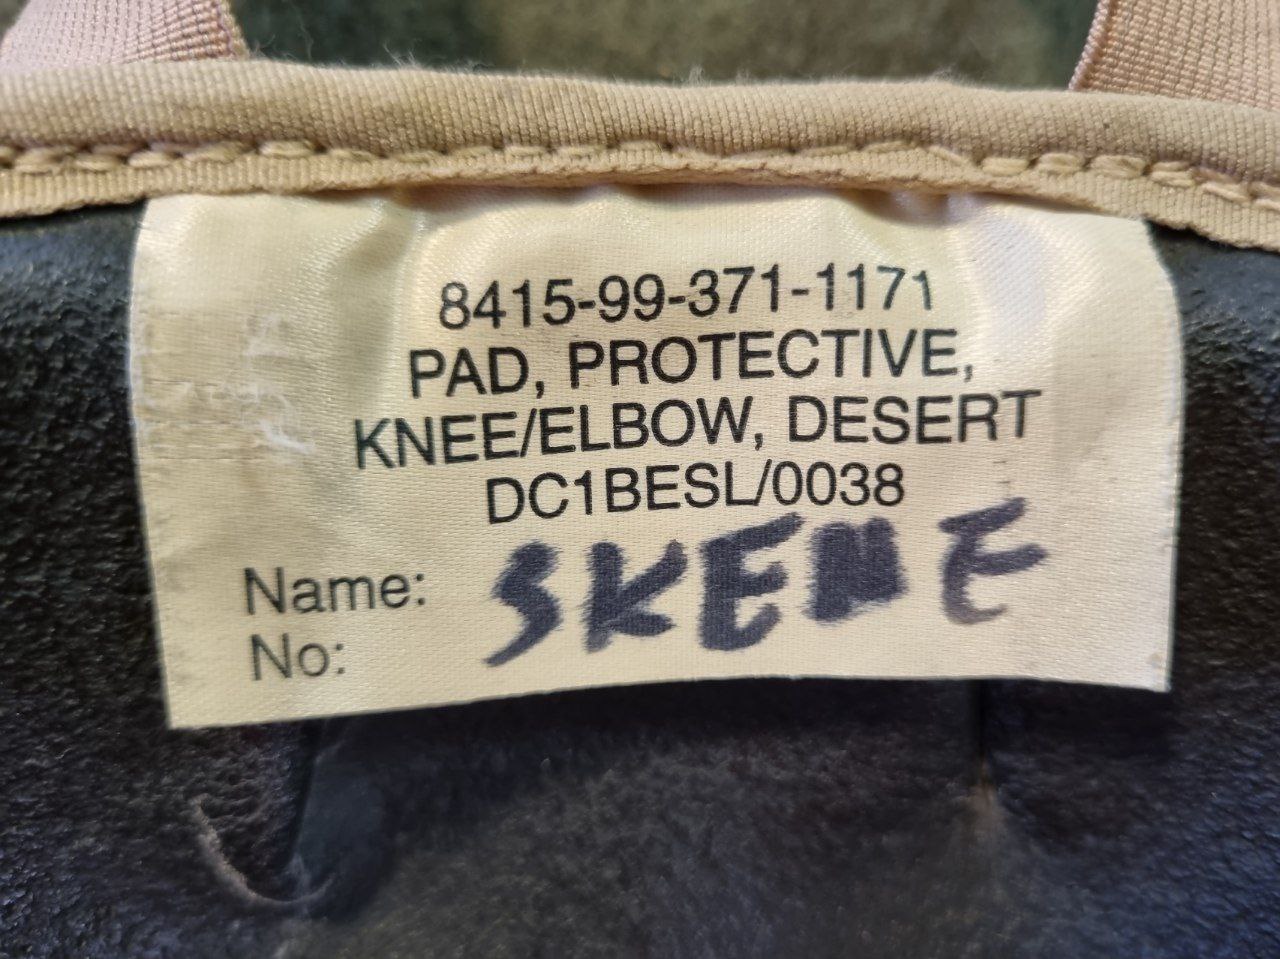 8415-99-371-1171
PAD, PROTECTIVE,
KNEE/ELBOW, DESERT
DC1BESL/0038
Name: SKENE
No: